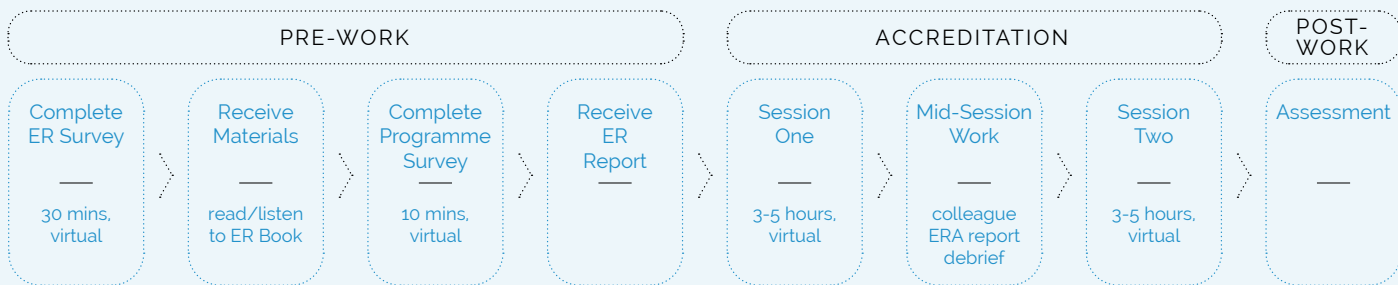 PRE-WORK
ACCREDITATION
POST-
WORK
Complete
ER Survey
30 mins,
virtual
Receive
Materials
read/listen
to ER Book
Complete
Programme
Survey
10 mins,
virtual
Receive
ER
Report
Session
One
3-5 hours,
virtual
Mid-Session
Work
colleague
ERA report
debrief
Session
Two
3-5 hours,
virtual
Assessment